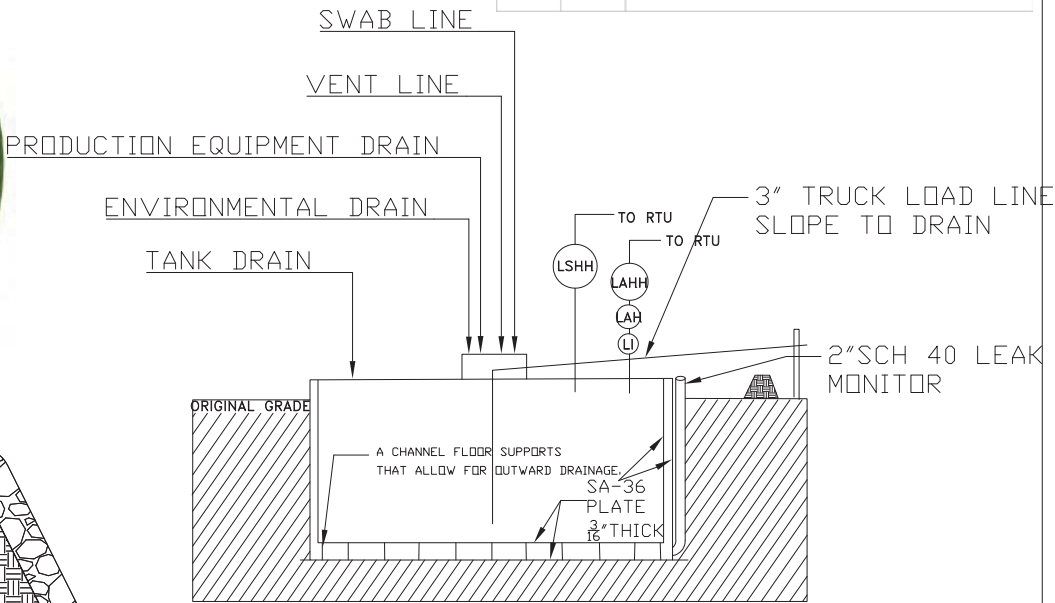 SWAB LINE
VENT LINE
PRODUCTION EQUIPMENT DRAIN
ENVIRONMENTAL DRAIN
TANK DRAIN
3" TRUCK LOAD LINE
SLOPE TO DRAIN
TO RTU
TO RTU
LSHH
LAHH
LAH
LI
2"SCH 40 LEAK
MONITOR
ORIGINAL GRADE
A CHANNEL FLOOR SUPPORTS
THAT ALLOW FOR OUTWARD DRAINAGE.
SA-36
PLATE
3/16"THICK